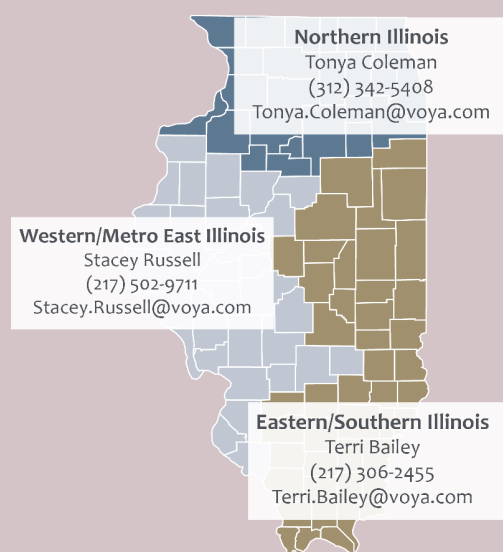 Northern Illinois
Tonya Coleman
(312) 342-5408
Tonya.Coleman@voya.com
Western/Metro East Illinois
Stacey Russell
(217) 502-9711
Stacey.Russell@voya.com
Eastern/Southern Illinois
Terri Bailey
(217) 306-2455
Terri.Bailey@voya.com